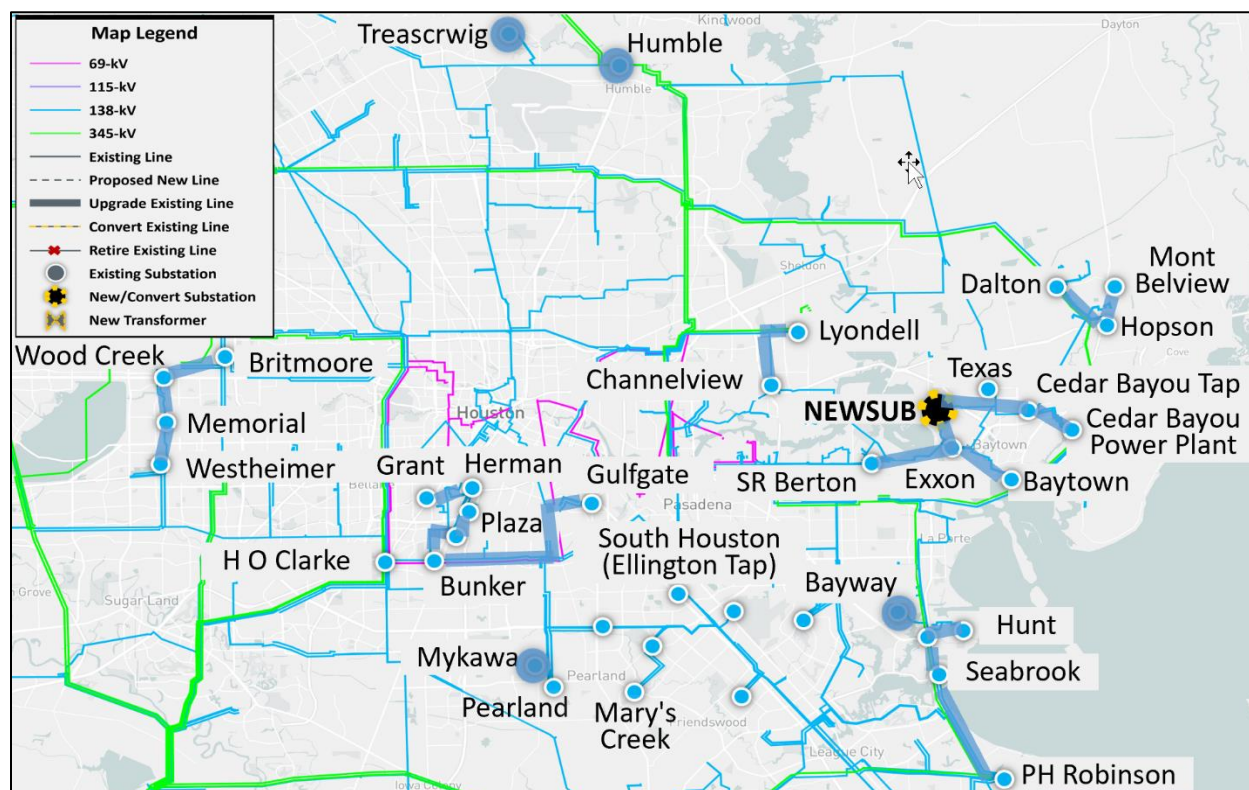 Map Legend
69-kV
115-kV
138-kV
345-kV
Existing Line
Proposed New Line
Upgrade Existing Line
Convert Existing Line
Retire Existing Line
Existing Substation
New/Convert Substation
New Transformer
Kingwood
Dayton
Treascrwig
Humble
Humble
Sheldon
Mont
Belview
Dalton
Hopson
Cove
Wood Creek
Britmoore
Lyondell
Channelview
Texas
Cedar Bayou Tap
NEWSUB
Cedar Bayou
Power Plant
Baytown
Houston
Memorial
Westheimer
Grant
Herman
Gulfgate
Bellaire
SR Berton
Exxon
Baytown
Pasadena
Plaza
South Houston
(Ellington Tap)
La Porte
H O Clarke
Bunker
Bayway
Sugar Land
Hunt
Mykawa
Pearland
Seabrook
Pearland
Mary's
Creek
Friendswood
League City
PH Robinson
Iowa Colony